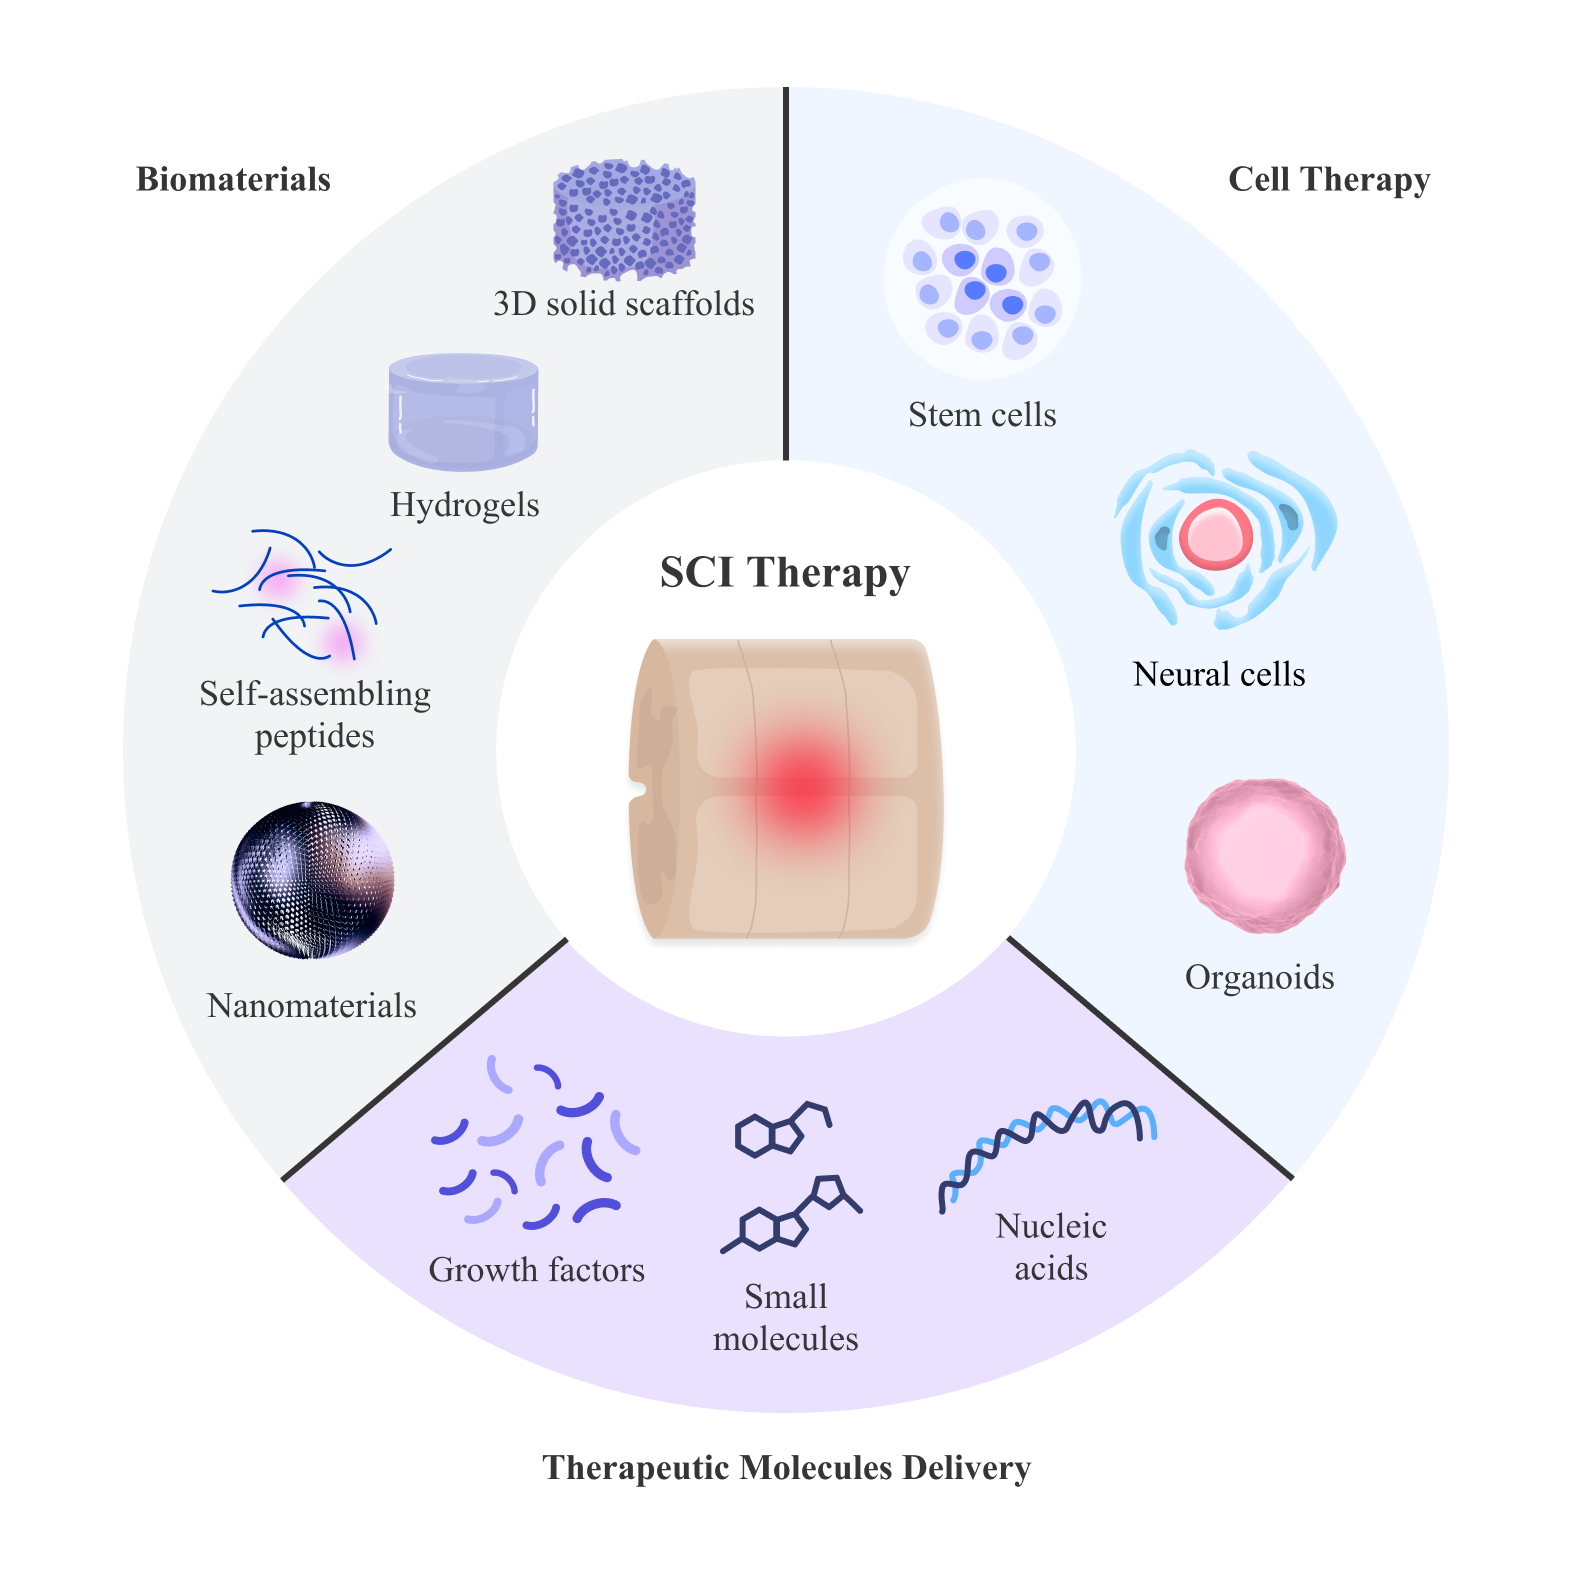 Biomaterials
Cell Therapy
3D solid scaffolds
Hydrogels
Self-assembling
peptides
Nanomaterials
Stem cells
Neural cells
Organoids
SCI Therapy
Growth factors
Small
molecules
Nucleic
acids
Therapeutic Molecules Delivery